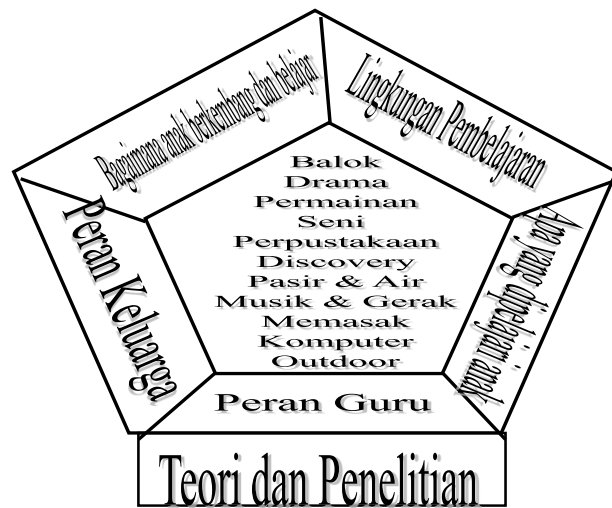 Bagaimana anak berkembang dan belajar
Lingkungan Pembelajaran
Balok
Drama
Permainan
Seni
Perpustakaan
Discovery
Pasir & Air
Musik & Gerak
Memasak
Komputer
Outdoor
Peran Keluarga
Apa yang dipelajari anak
Peran Guru
Teori dan Penelitian